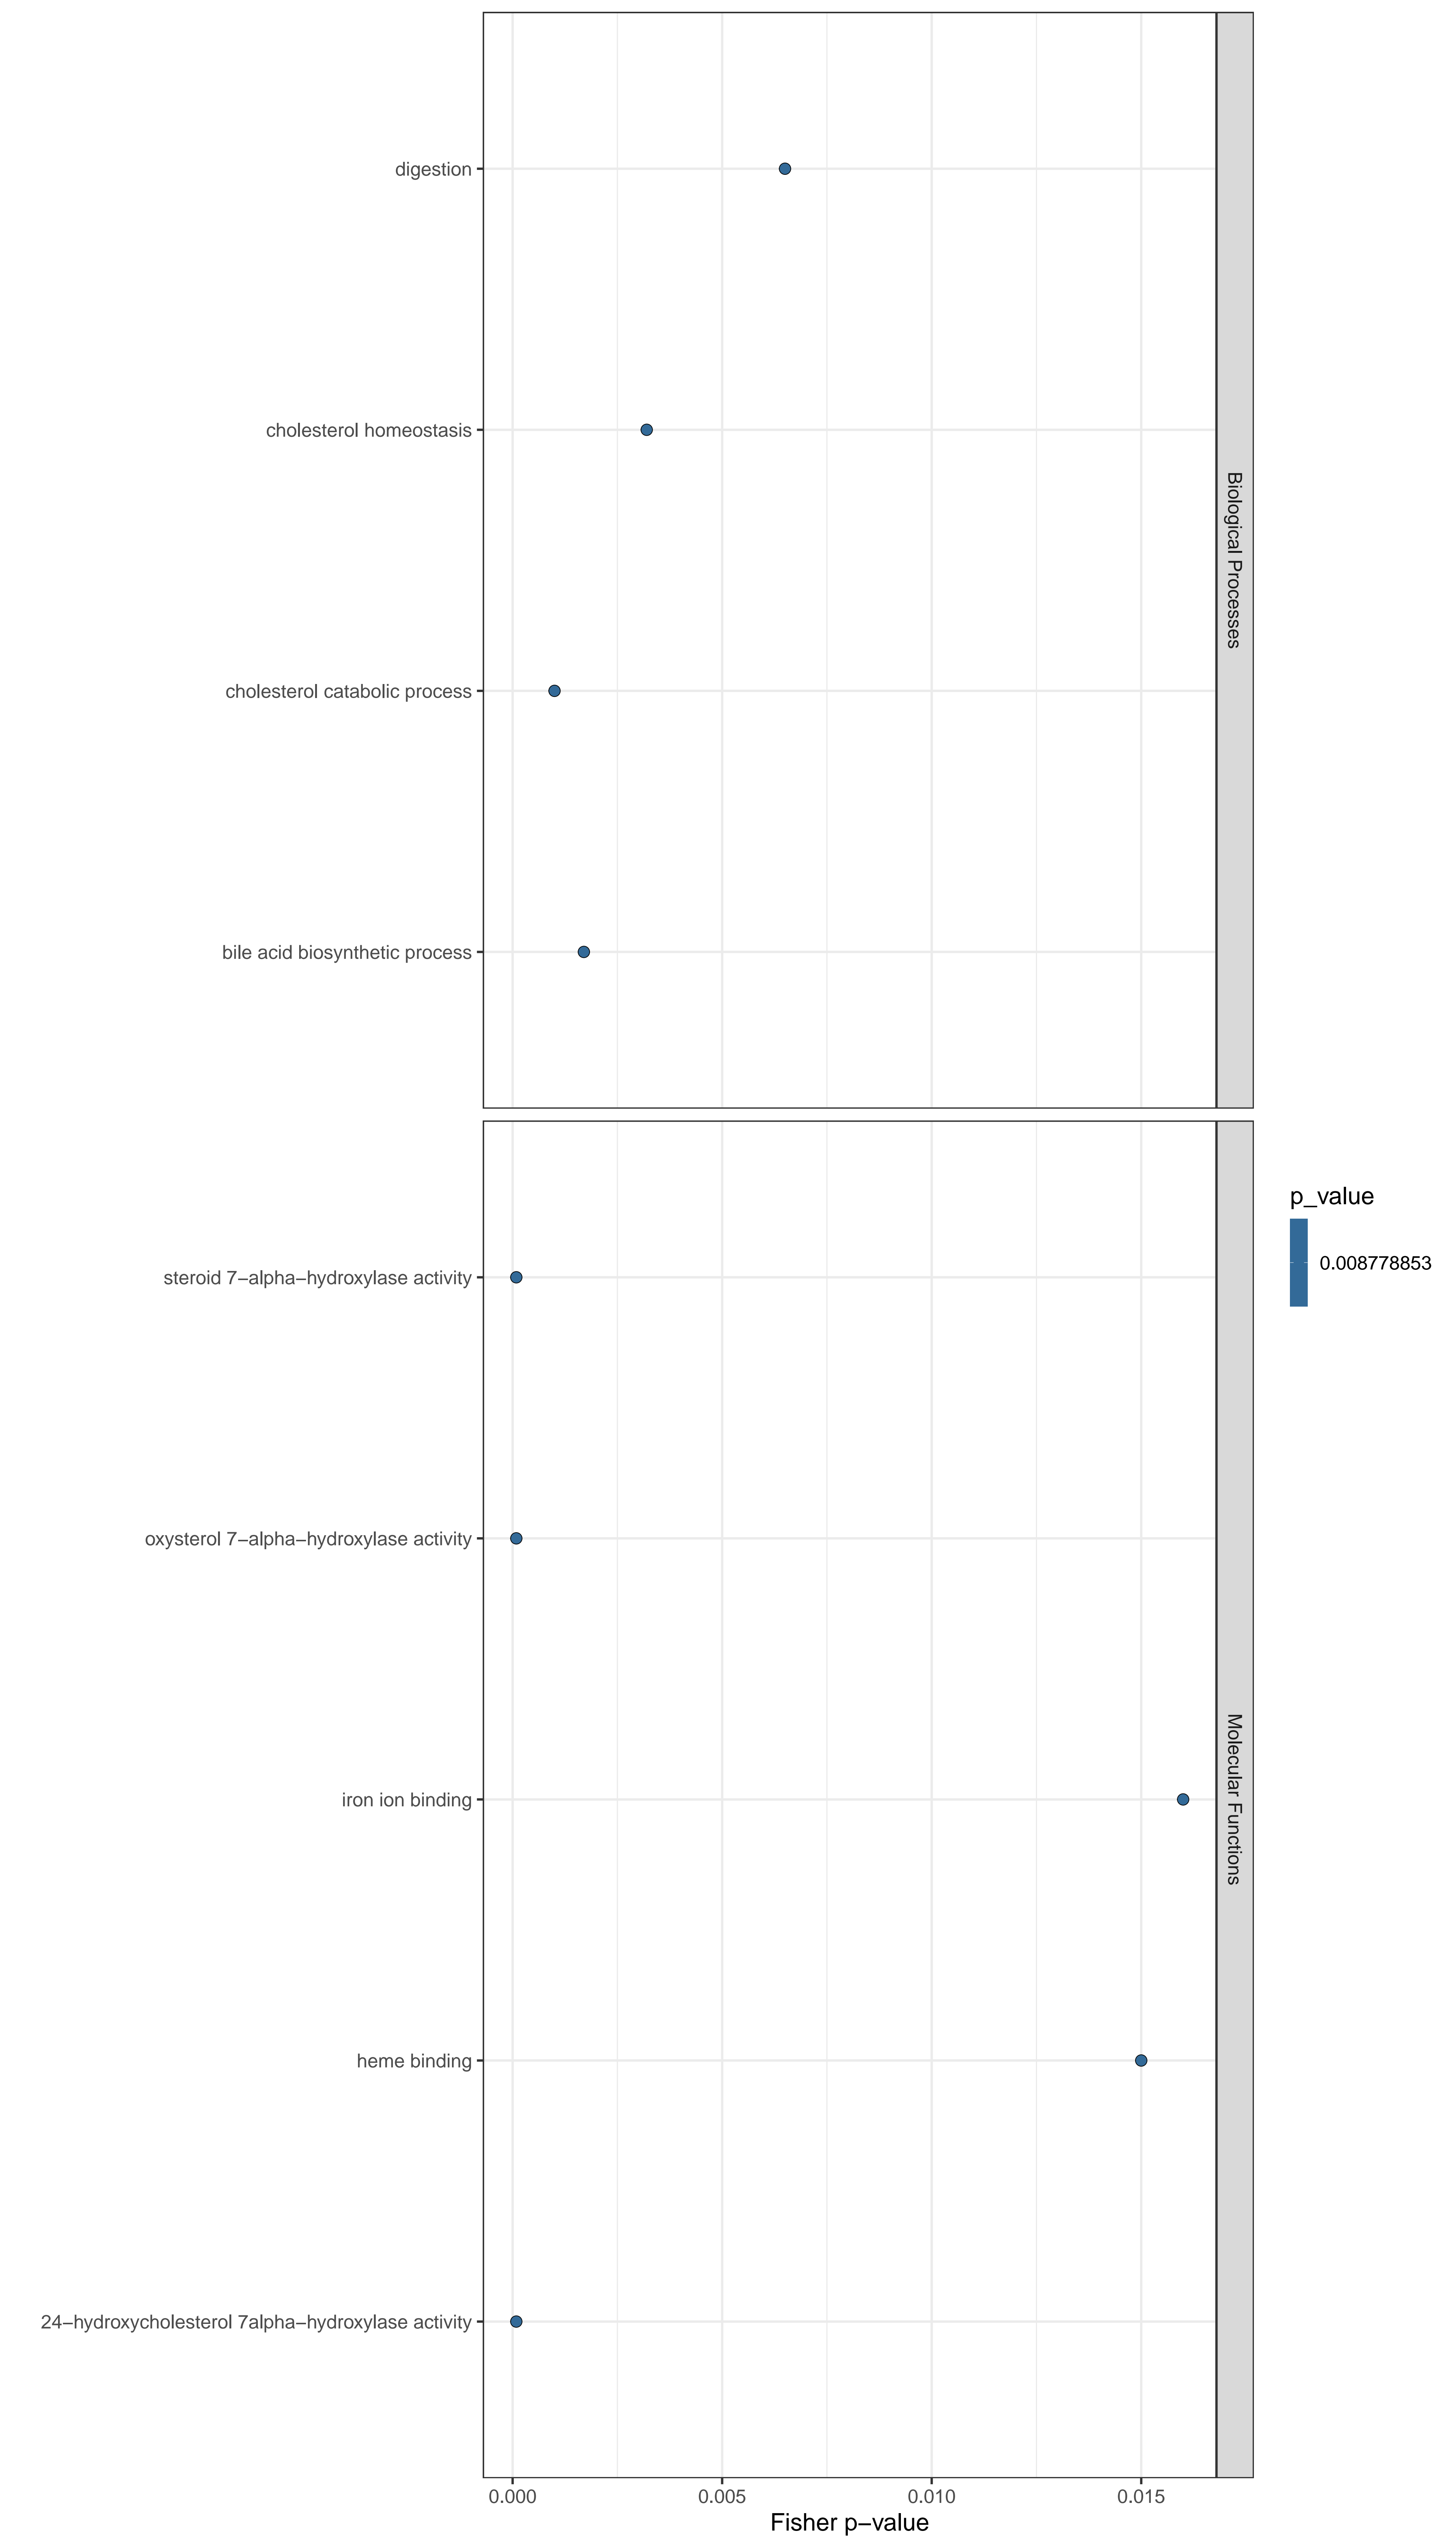 digestion
cholesterol homeostasis
cholesterol catabolic process
bile acid biosynthetic process
Biological Processes
steroid 7−alpha−hydroxylase activity
oxysterol 7−alpha−hydroxylase activity
iron ion binding
heme binding
24−hydroxycholesterol 7alpha−hydroxylase activity
Molecular Functions
0.000 0.005 0.010 0.015
Fisher p−value
p_value
0.008778853